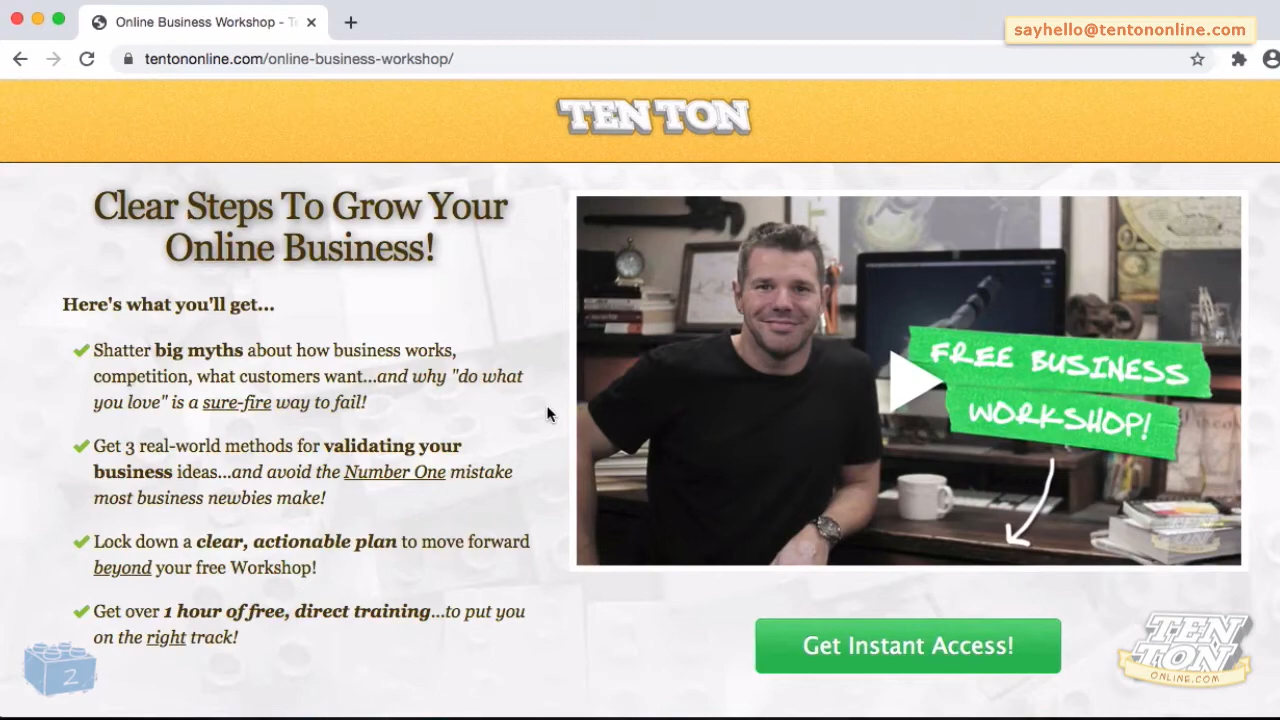 Online Business Workshop - Te
sayhello@tentononline.com
tentononline.com/online-business-workshop/
TEN TON
Clear Steps To Grow Your
Online Business!
Here's what you'll get...
Shatter big myths about how business works,
competition, what customers want...and why "do what
you love" is a sure-fire way to fail!
Get 3 real-world methods for validating your
business ideas...and avoid the Number One mistake
most business newbies make!
Lock down a clear, actionable plan to move forward
beyond your free Workshop!
Get over 1 hour of free, direct training...to put you
on the right track!
FREE BUSINESS
WORKSHOP!
Get Instant Access!
2
TEN
TON
ONLINE.COM